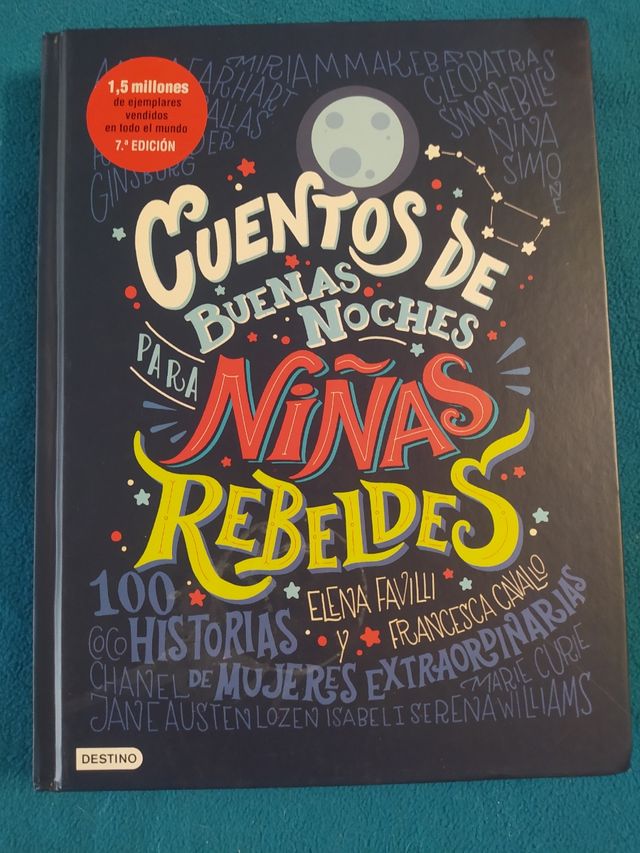 1,5 millones
de ejemplares
vendidos
en todo el mundo
7.ª EDICIÓN
MIRIAM MAKEBA
CLEOPATRA
SIMONE BILES
NINA
SIMONE
GINSBURG
CUENTOS DE
BUENAS
NOCHES
PARA
NIÑAS
REBELDES
100
HISTORIAS
DE MUJERES EXTRAORDINARIAS
ELENA FAVILLI
Y FRANCESCA CAVALLO
COCO
CHANEL
MARIE CURIE
JANE AUSTEN LOZEN ISABEL I SERENA WILLIAMS
DESTINO